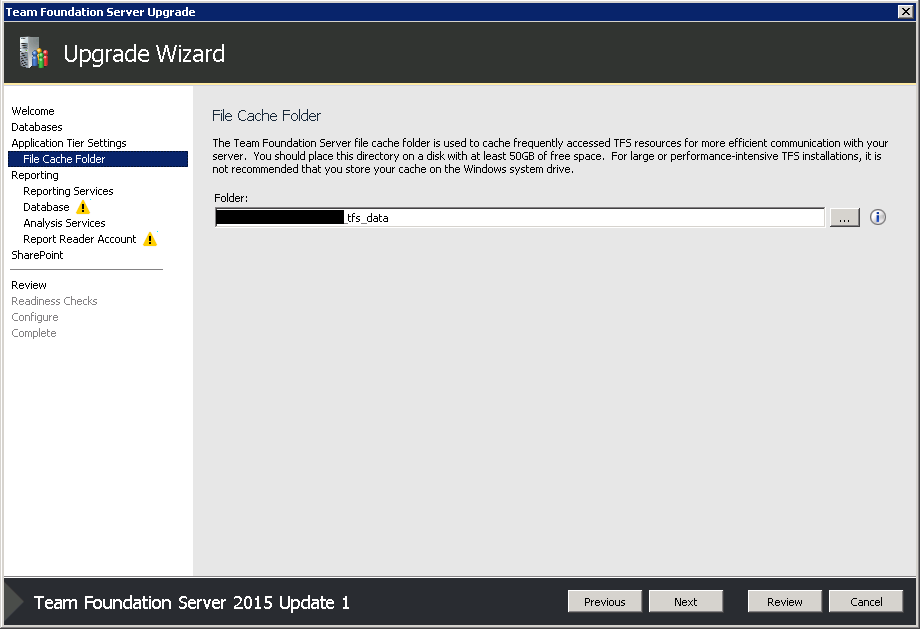 Team Foundation Server Upgrade
Upgrade Wizard
Welcome
Databases
Application Tier Settings
File Cache Folder
Reporting
Reporting Services
Database
Analysis Services
Report Reader Account
SharePoint
Review
Readiness Checks
Configure
Complete
File Cache Folder
The Team Foundation Server file cache folder is used to cache frequently accessed TFS resources for more efficient communication with your
server.  You should place this directory on a disk with at least 50GB of free space.  For large or performance-intensive TFS installations, it is
not recommended that you store your cache on the Windows system drive.
Folder:
tfs_data
...
Team Foundation Server 2015 Update 1
Previous
Next
Review
Cancel